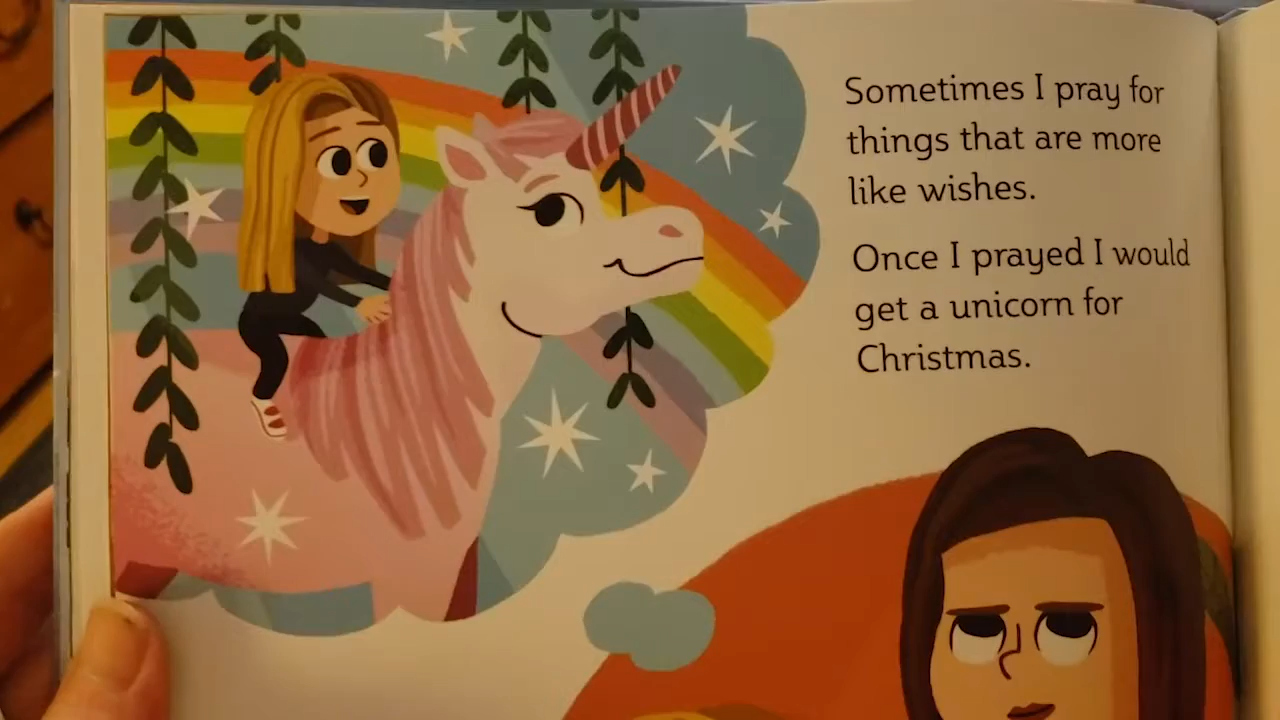 Sometimes I pray for
things that are more
like wishes.
Once I prayed I would
get a unicorn for
Christmas.